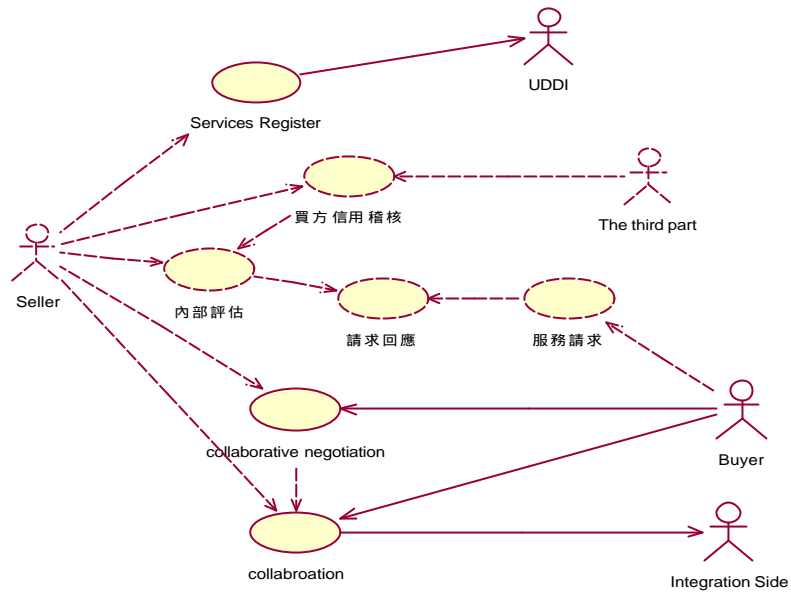 UDDI
Services Register
買方信用稽核
The third part
Seller
內部評估
請求回應
服務請求
collaborative negotiation
Buyer
collabroation
Integration Side